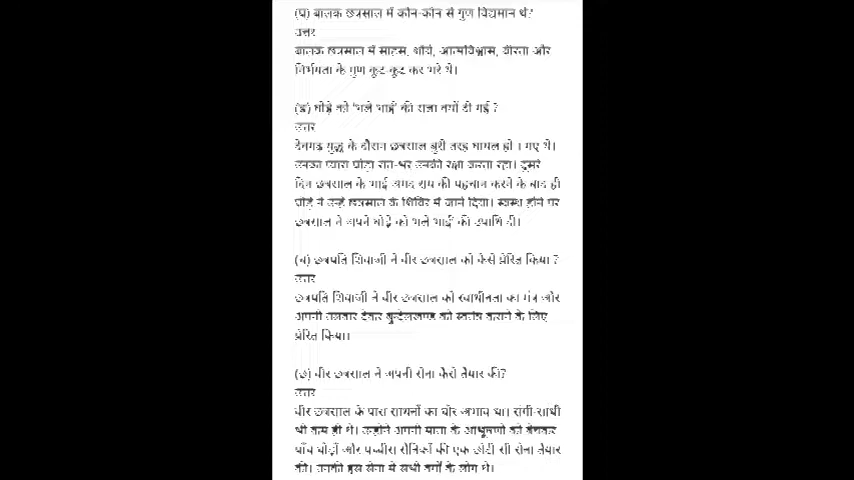 (घ) बालक छत्रसाल में कौन-कौन से गुण विद्यमान थे?
उत्तर
बालक छत्रसाल में साहस, शौर्य, आत्मविश्वास, वीरता और
निर्भयता के गुण कूट-कूट कर भरे थे।
(ङ) घोड़े को 'भले भाई' की संज्ञा क्यों दी गई ?
उत्तर
देवगढ़ युद्ध के दौरान छत्रसाल बुरी तरह घायल हो । गए थे।
उनका प्यारा घोड़ा रात-भर उनकी रक्षा करता रहा। दूसरे
दिन छत्रसाल के भाई अंगद राय की पहचान करने के बाद ही
घोड़े ने उन्हें छत्रसाल के शिविर में जाने दिया। स्वस्थ होने पर
छत्रसाल ने अपने घोड़े को 'भले भाई' की उपाधि दी।
(च) छत्रपति शिवाजी ने वीर छत्रसाल को कैसे प्रेरित किया ?
उत्तर
छत्रपति शिवाजी ने वीर छत्रसाल को स्वाधीनता का मंत्र और
अपनी तलवार देकर बुन्देलखण्ड को स्वतंत्र कराने के लिए
प्रेरित किया।
(छ) वीर छत्रसाल ने अपनी सेना कैसे तैयार की?
उत्तर
वीर छत्रसाल के पास साधनों का घोर अभाव था। संगी-साथी
भी कम ही थे। उन्होंने अपनी माता के आभूषणों को बेचकर
पाँच घोड़ों और पच्चीस सैनिकों की एक छोटी सी सेना तैयार
की। उनकी इस सेना में सभी वर्गों के लोग थे।